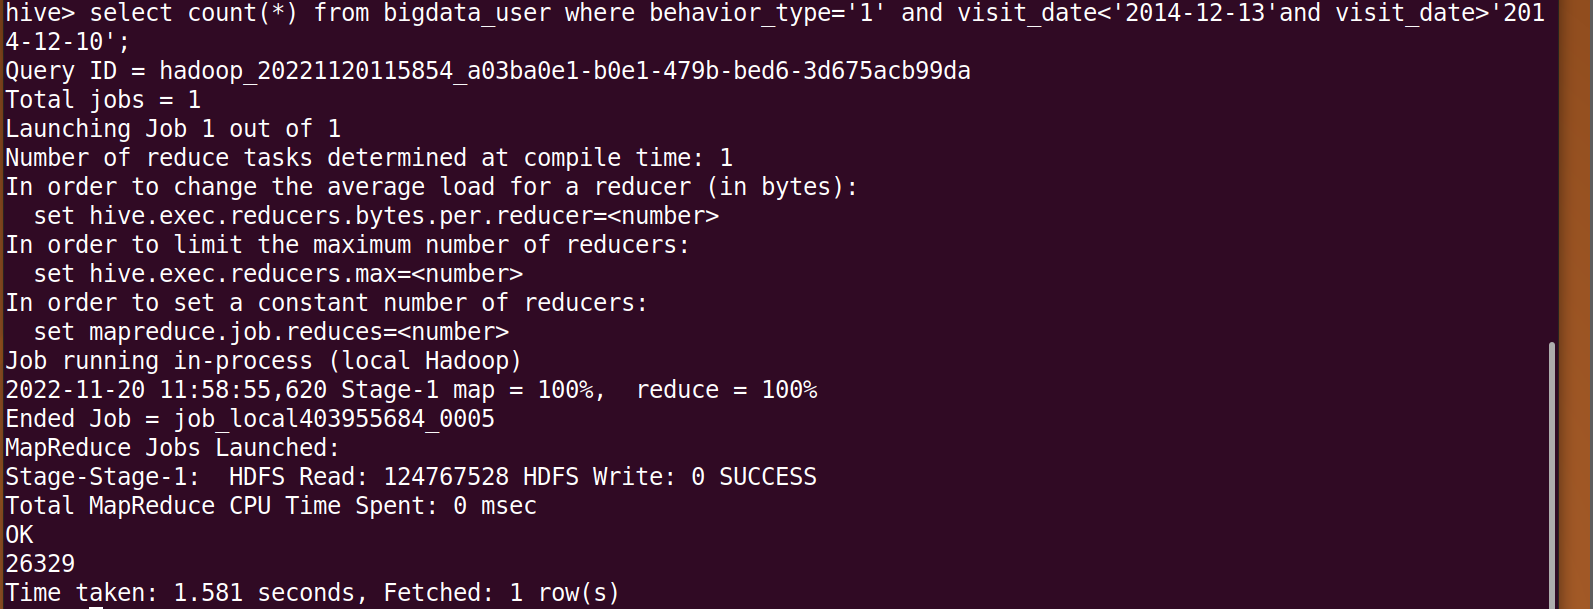 hive> select count(*) from bigdata_user where behavior_type='1' and visit_date<'2014-12-13'and visit_date>'201
4-12-10';
Query ID = hadoop_20221120115854_a03ba0e1-b0e1-479b-bed6-3d675acb99da
Total jobs = 1
Launching Job 1 out of 1
Number of reduce tasks determined at compile time: 1
In order to change the average load for a reducer (in bytes):
  set hive.exec.reducers.bytes.per.reducer=<number>
In order to limit the maximum number of reducers:
  set hive.exec.reducers.max=<number>
In order to set a constant number of reducers:
  set mapreduce.job.reduces=<number>
Job running in-process (local Hadoop)
2022-11-20 11:58:55,620 Stage-1 map = 100%,  reduce = 100%
Ended Job = job_local403955684_0005
MapReduce Jobs Launched:
Stage-Stage-1:  HDFS Read: 124767528 HDFS Write: 0 SUCCESS
Total MapReduce CPU Time Spent: 0 msec
OK
26329
Time taken: 1.581 seconds, Fetched: 1 row(s)